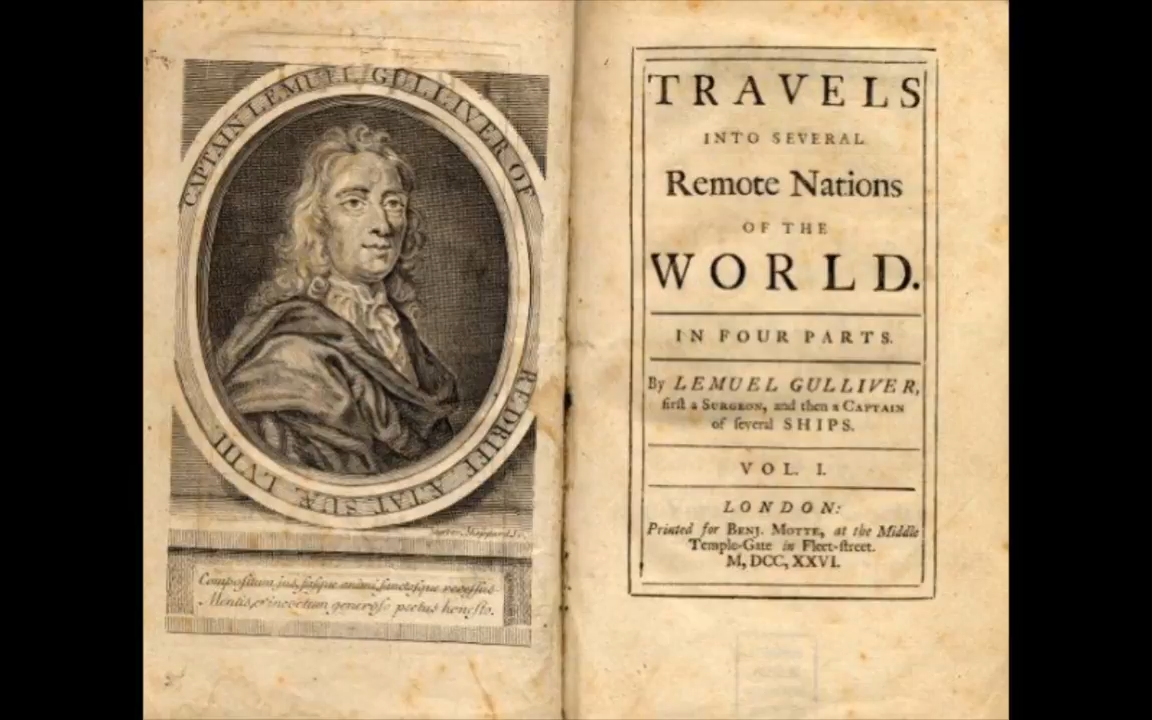 CAPTAIN LEMUEL GULLIVER OF
REDRIFF ÆTAT. SUÆ LVIII.
Compositum jus, fasque animi, sanctosque recessus
Mentis, et incoctum generoso pectus honesto.
TRAVELS
INTO SEVERAL
Remote Nations
OF THE
WORLD.
IN FOUR PARTS.
By LEMUEL GULLIVER,
firſt a SURGEON, and then a CAPTAIN
of ſeveral SHIPS.
VOL. I.
LONDON:
Printed for BENJ. MOTTE, at the Middle
Temple-Gate in Fleet-ſtreet.
M, DCC, XXVI.